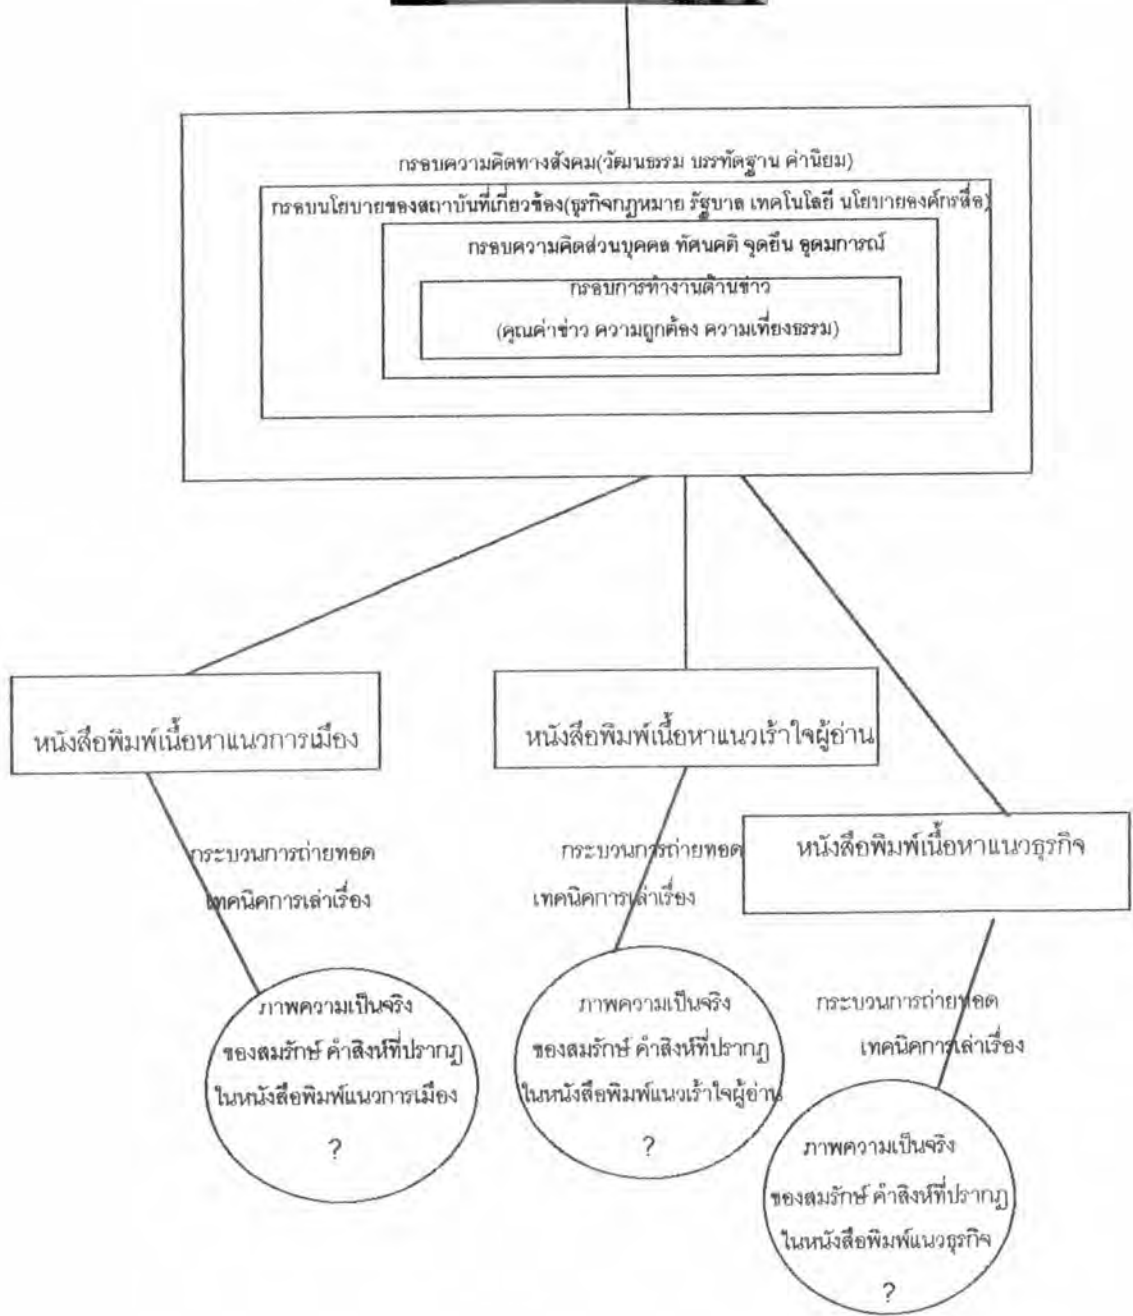 กรอบความคิดทางสังคม(วัฒนธรรม บรรทัดฐาน ค่านิยม)
กรอบนโยบายของสถาบันที่เกี่ยวข้อง(ธุรกิจกฎหมาย รัฐบาล เทคโนโลยี นโยบายองค์กรสื่อ)
กรอบความคิดส่วนบุคคล ทัศนคติ จุดยืน อุดมการณ์
กรอบการทำงานด้านข่าว
(คุณค่าข่าว ความถูกต้อง ความเที่ยงธรรม)
หนังสือพิมพ์เนื้อหาแนวการเมือง
หนังสือพิมพ์เนื้อหาแนวเร้าใจผู้อ่าน
หนังสือพิมพ์เนื้อหาแนวธุรกิจ
กระบวนการถ่ายทอด
เทคนิคการเล่าเรื่อง
กระบวนการถ่ายทอด
เทคนิคการเล่าเรื่อง
กระบวนการถ่ายทอด
เทคนิคการเล่าเรื่อง
ภาพความเป็นจริง
ของสมรักษ์ คำสิงห์ที่ปรากฏ
ในหนังสือพิมพ์แนวการเมือง
?
ภาพความเป็นจริง
ของสมรักษ์ คำสิงห์ที่ปรากฏ
ในหนังสือพิมพ์แนวเร้าใจผู้อ่าน
?
ภาพความเป็นจริง
ของสมรักษ์ คำสิงห์ที่ปรากฏ
ในหนังสือพิมพ์แนวธุรกิจ
?